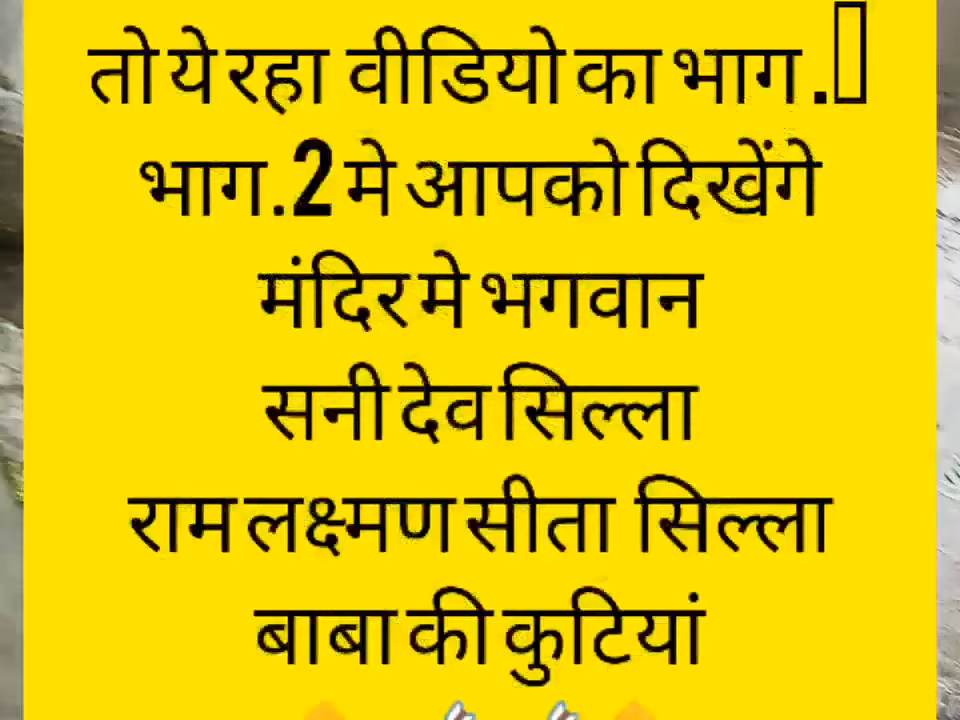 तो ये रहा वीडियो का भाग .
भाग.2 मे आपको दिखेंगे
मंदिर मे भगवान
सनी देव सिल्ला
राम लक्ष्मण सीता सिल्ला
बाबा की कुटियां